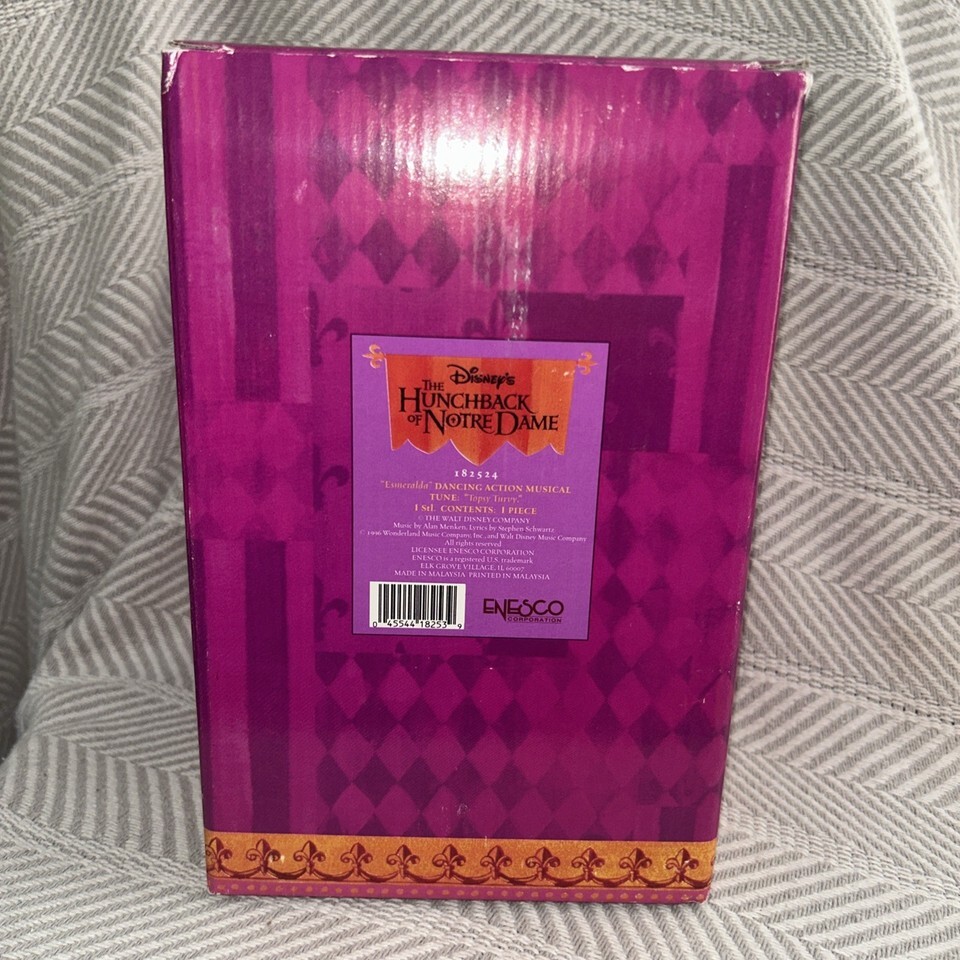 Disney's
THE
HUNCHBACK
OF NOTRE DAME
182524
"Esmeralda" DANCING ACTION MUSICAL
TUNE: "Topsy Turvy."
1 Stl. CONTENTS: 1 PIECE
© THE WALT DISNEY COMPANY
Music by Alan Menken, Lyrics by Stephen Schwartz
© 1996 Wonderland Music Company, Inc., and Walt Disney Music Company
All rights reserved
LICENSEE ENESCO CORPORATION
ENESCO is a registered U.S. trademark
ELK GROVE VILLAGE, IL 60007
MADE IN MALAYSIA PRINTED IN MALAYSIA
0 45544 18253 9
ENESCO
CORPORATION